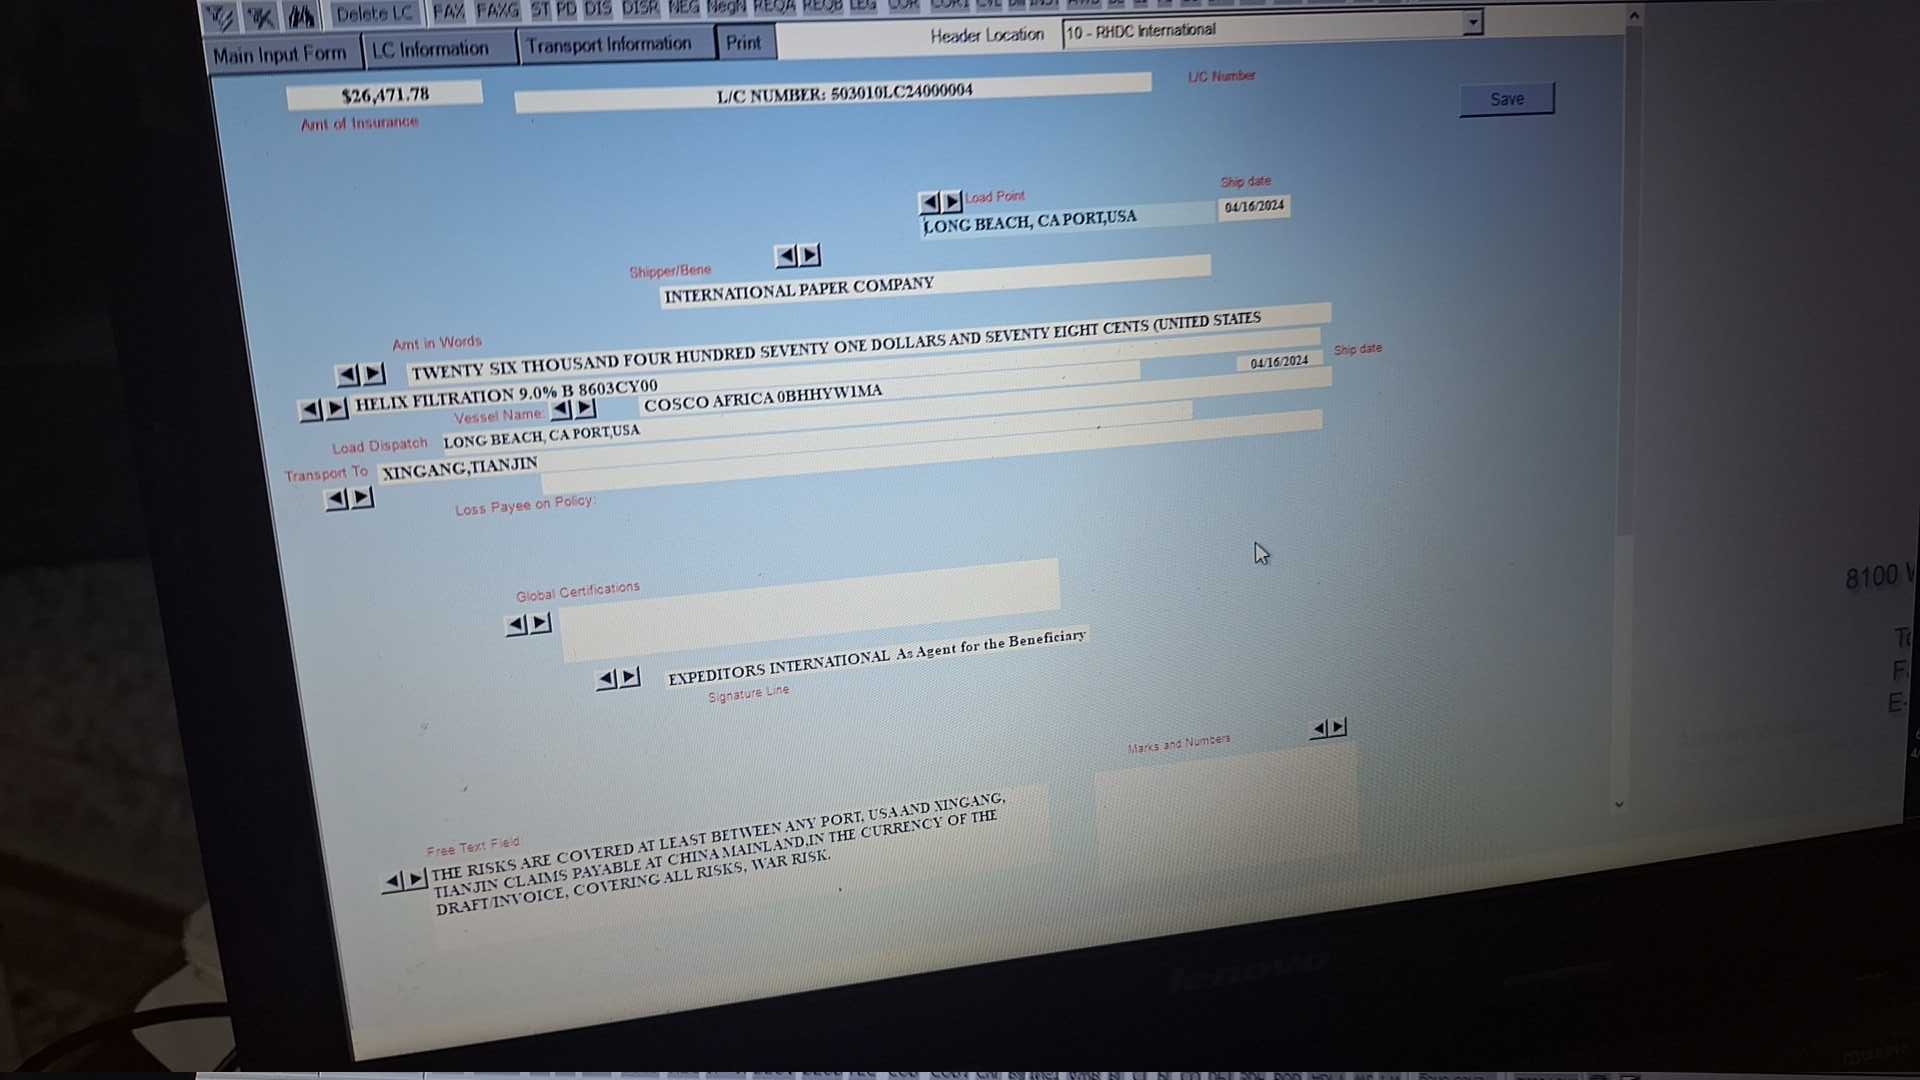 Delete LC FAX FAXG ST PD DIS DISR NEG NegN REQA REQB LEG COR
Main Input Form LC Information Transport Information Print Header Location 10 - RHDC International
$26,471.78 L/C NUMBER: 503010LC24000004 L/C Number
Amt of Insurance Save
Load Point Ship date
LONG BEACH, CA PORT,USA 04/16/2024
Shipper/Bene
INTERNATIONAL PAPER COMPANY
Amt in Words
TWENTY SIX THOUSAND FOUR HUNDRED SEVENTY ONE DOLLARS AND SEVENTY EIGHT CENTS (UNITED STATES
HELIX FILTRATION 9.0% B 8603CY00 04/16/2024 Ship date
Vessel Name: COSCO AFRICA 0BHHYW1MA
Load Dispatch LONG BEACH, CA PORT,USA
Transport To XINGANG,TIANJIN
Loss Payee on Policy:
Global Certifications
8100
EXPEDITORS INTERNATIONAL As Agent for the Beneficiary
Signature Line
Marks and Numbers
Free Text Field
THE RISKS ARE COVERED AT LEAST BETWEEN ANY PORT, USA AND XINGANG,
TIANJIN CLAIMS PAYABLE AT CHINA MAINLAND,IN THE CURRENCY OF THE
DRAFT/INVOICE, COVERING ALL RISKS, WAR RISK.
lenovo